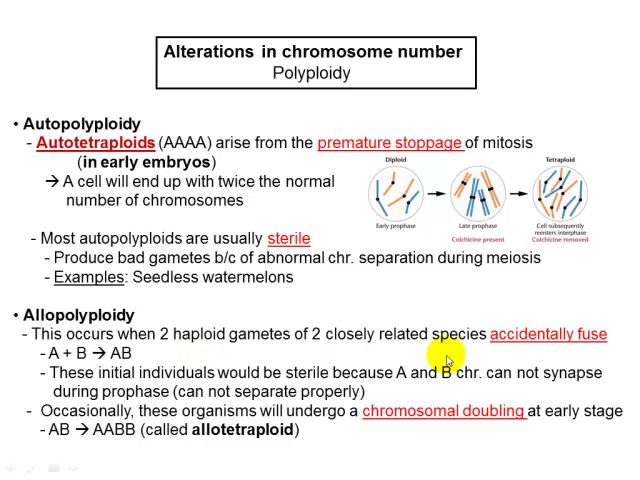 Alterations in chromosome number
Polyploidy
• Autopolyploidy
- Autotetraploids (AAAA) arise from the premature stoppage of mitosis
(in early embryos)
→ A cell will end up with twice the normal
number of chromosomes
Diploid
Tetraploid
Early prophase
Late prophase
Cell subsequently
reenters interphase
Colchicine present
Colchicine removed
- Most autopolyploids are usually sterile
- Produce bad gametes b/c of abnormal chr. separation during meiosis
- Examples: Seedless watermelons
• Allopolyploidy
- This occurs when 2 haploid gametes of 2 closely related species accidentally fuse
- A + B → AB
- These initial individuals would be sterile because A and B chr. can not synapse
during prophase (can not separate properly)
- Occasionally, these organisms will undergo a chromosomal doubling at early stage
- AB → AABB (called allotetraploid)